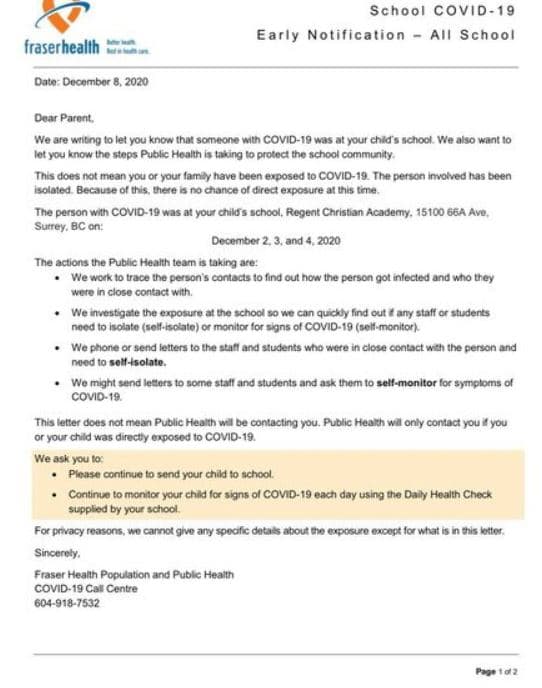 School COVID-19
Early Notification – All School
fraserhealth
Better health.
Best in health care.
Date: December 8, 2020
Dear Parent,
We are writing to let you know that someone with COVID-19 was at your child's school. We also want to
let you know the steps Public Health is taking to protect the school community.
This does not mean you or your family have been exposed to COVID-19. The person involved has been
isolated. Because of this, there is no chance of direct exposure at this time.
The person with COVID-19 was at your child's school, Regent Christian Academy, 15100 66A Ave,
Surrey, BC on:
December 2, 3, and 4, 2020
The actions the Public Health team is taking are:
• We work to trace the person's contacts to find out how the person got infected and who they
were in close contact with.
• We investigate the exposure at the school so we can quickly find out if any staff or students
need to isolate (self-isolate) or monitor for signs of COVID-19 (self-monitor).
• We phone or send letters to the staff and students who were in close contact with the person and
need to self-isolate.
• We might send letters to some staff and students and ask them to self-monitor for symptoms of
COVID-19.
This letter does not mean Public Health will be contacting you. Public Health will only contact you if you
or your child was directly exposed to COVID-19.
We ask you to:
• Please continue to send your child to school.
• Continue to monitor your child for signs of COVID-19 each day using the Daily Health Check
supplied by your school.
For privacy reasons, we cannot give any specific details about the exposure except for what is in this letter.
Sincerely,
Fraser Health Population and Public Health
COVID-19 Call Centre
604-918-7532
Page 1 of 2